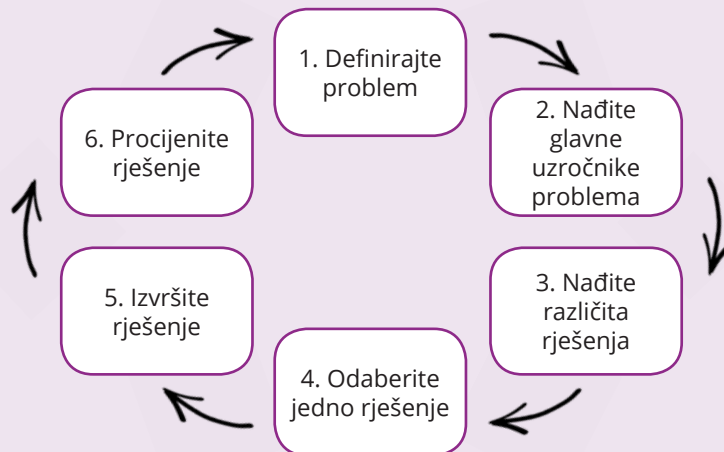 1. Definirajte
problem
2. Nađite
glavne
uzročnike
problema
3. Nađite
različita
rješenja
4. Odaberite
jedno rješenje
5. Izvršite
rješenje
6. Procijenite
rješenje